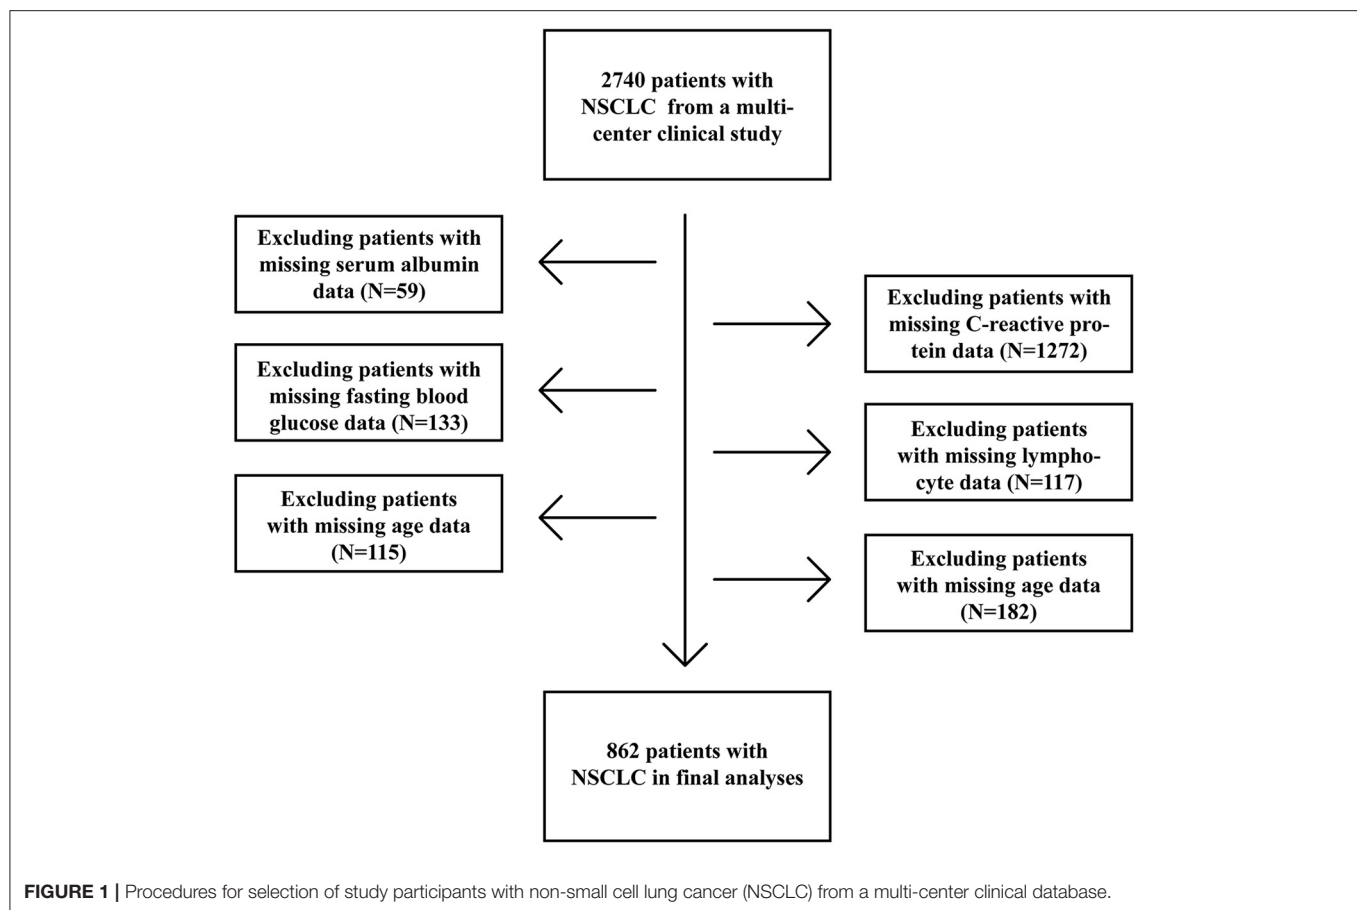 2740 patients with
NSCLC from a multi-
center clinical study
Excluding patients with
missing serum albumin
data (N=59)
Excluding patients with
missing C-reactive pro-
tein data (N=1272)
Excluding patients with
missing fasting blood
glucose data (N=133)
Excluding patients
with missing lympho-
cyte data (N=117)
Excluding patients
with missing age data
(N=115)
Excluding patients
with missing age data
(N=182)
862 patients with
NSCLC in final analyses
FIGURE 1 | Procedures for selection of study participants with non-small cell lung cancer (NSCLC) from a multi-center clinical database.